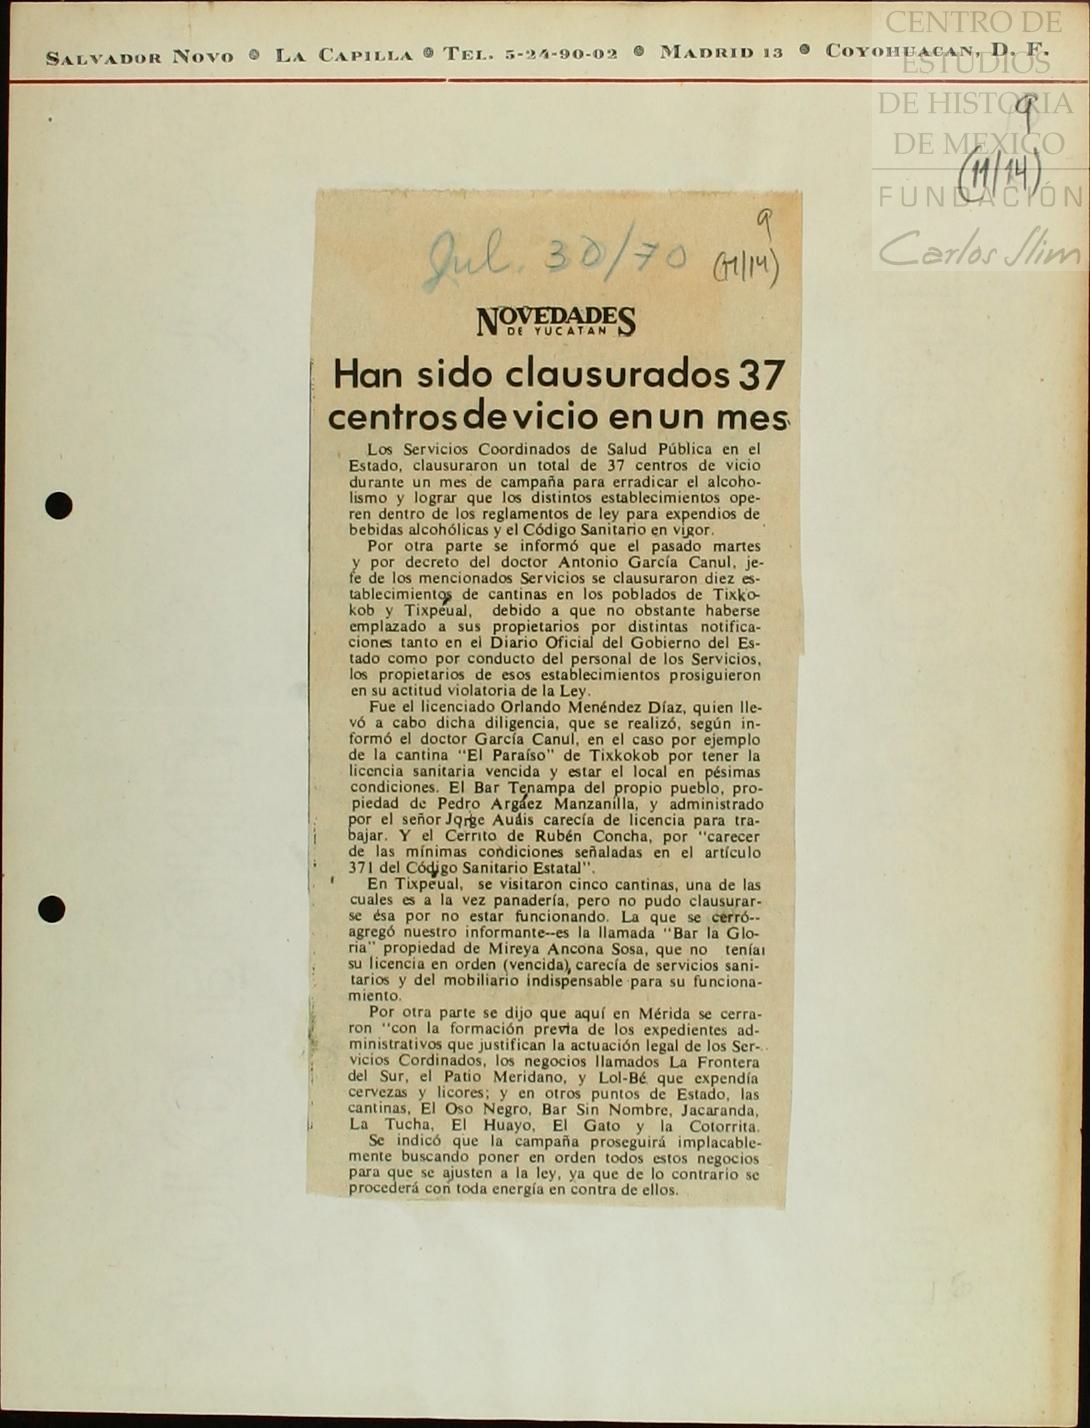 SALVADOR NOVO ● LA CAPILLA ● TEL. 5-24-90-02 ● MADRID 13 ● COYOHUACAN, D. F.
CENTRO DE
ESTUDIOS
DE HISTORIA
DE MEXICO
FUNDACIÓN
Carlos Slim
9
(11/14)
Jul. 30/70
9
(11/14)
NOVEDADES
DE YUCATAN
Han sido clausurados 37
centros de vicio en un mes
Los Servicios Coordinados de Salud Pública en el
Estado, clausuraron un total de 37 centros de vicio
durante un mes de campaña para erradicar el alcoho-
lismo y lograr que los distintos establecimientos ope-
ren dentro de los reglamentos de ley para expendios de
bebidas alcohólicas y el Código Sanitario en vigor.
Por otra parte se informó que el pasado martes
y por decreto del doctor Antonio García Canul, je-
fe de los mencionados Servicios se clausuraron diez es-
tablecimientos de cantinas en los poblados de Tixko-
kob y Tixpéual, debido a que no obstante haberse
emplazado a sus propietarios por distintas notifica-
ciones tanto en el Diario Oficial del Gobierno del Es-
tado como por conducto del personal de los Servicios,
los propietarios de esos establecimientos prosiguieron
en su actitud violatoria de la Ley.
Fue el licenciado Orlando Menéndez Díaz, quien lle-
vó a cabo dicha diligencia, que se realizó, según in-
formó el doctor García Canul, en el caso por ejemplo
de la cantina "El Paraíso" de Tixkokob por tener la
licencia sanitaria vencida y estar el local en pésimas
condiciones. El Bar Tenampa del propio pueblo, pro-
piedad de Pedro Argáez Manzanilla, y administrado
por el señor Jorge Auáis carecía de licencia para tra-
bajar. Y el Cerrito de Rubén Concha, por "carecer
de las mínimas condiciones señaladas en el artículo
371 del Código Sanitario Estatal".
En Tixpéual, se visitaron cinco cantinas, una de las
cuales es a la vez panadería, pero no pudo clausurar-
se ésa por no estar funcionando. La que se cerró--
agregó nuestro informante--es la llamada "Bar la Glo-
ria" propiedad de Mireya Ancona Sosa, que no tenía
su licencia en orden (vencida), carecía de servicios sani-
tarios y del mobiliario indispensable para su funciona-
miento.
Por otra parte se dijo que aquí en Mérida se cerra-
ron "con la formación previa de los expedientes ad-
ministrativos que justifican la actuación legal de los Ser-
vicios Cordinados, los negocios llamados La Frontera
del Sur, el Patio Meridano, y Lol-Bé que expendía
cervezas y licores; y en otros puntos de Estado, las
cantinas, El Oso Negro, Bar Sin Nombre, Jacaranda,
La Tucha, El Huayo, El Gato y la Cotorrita.
Se indicó que la campaña proseguirá implacable-
mente buscando poner en orden todos estos negocios
para que se ajusten a la ley, ya que de lo contrario se
procederá con toda energía en contra de ellos.